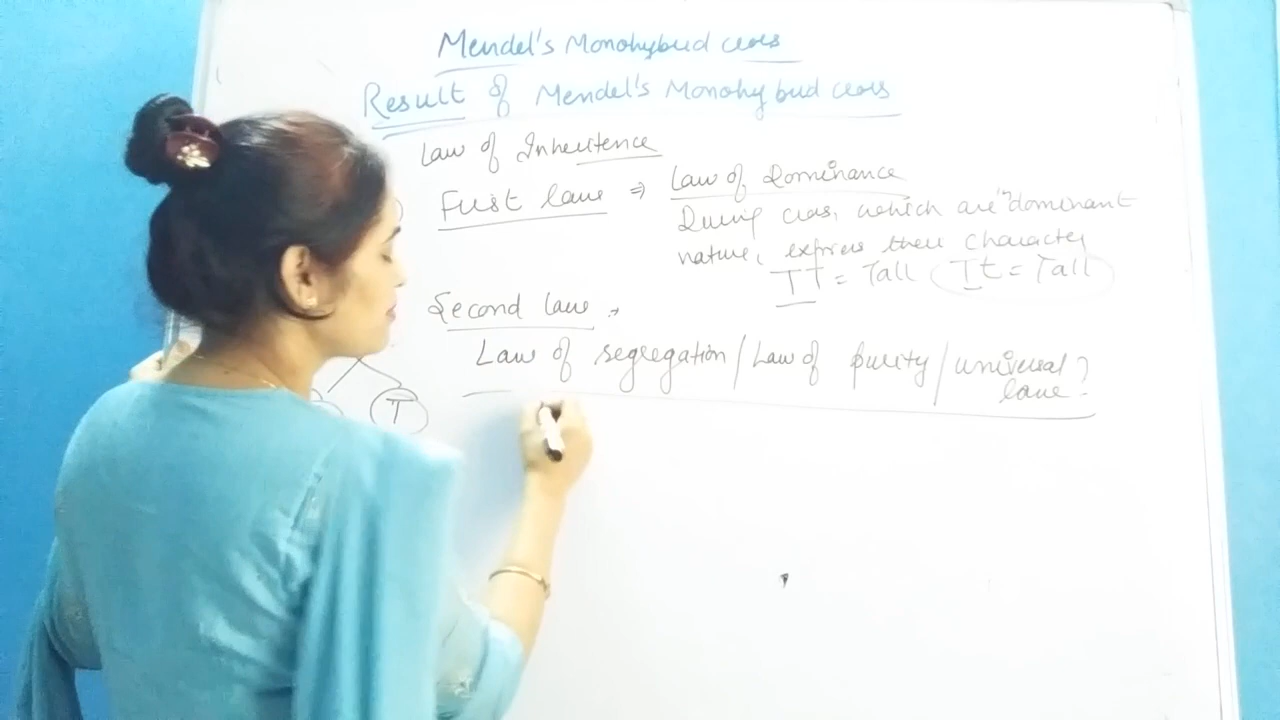 Mendel's Monohybrid cross
Result of Mendel's Monohybrid cross
Law of Inheritence
First law ⇒ Law of Dominance
During cross, which are in dominant
nature, express their character
TT = Tall Tt = Tall
Second law →
Law of segregation / Law of purity / universal
law?
T